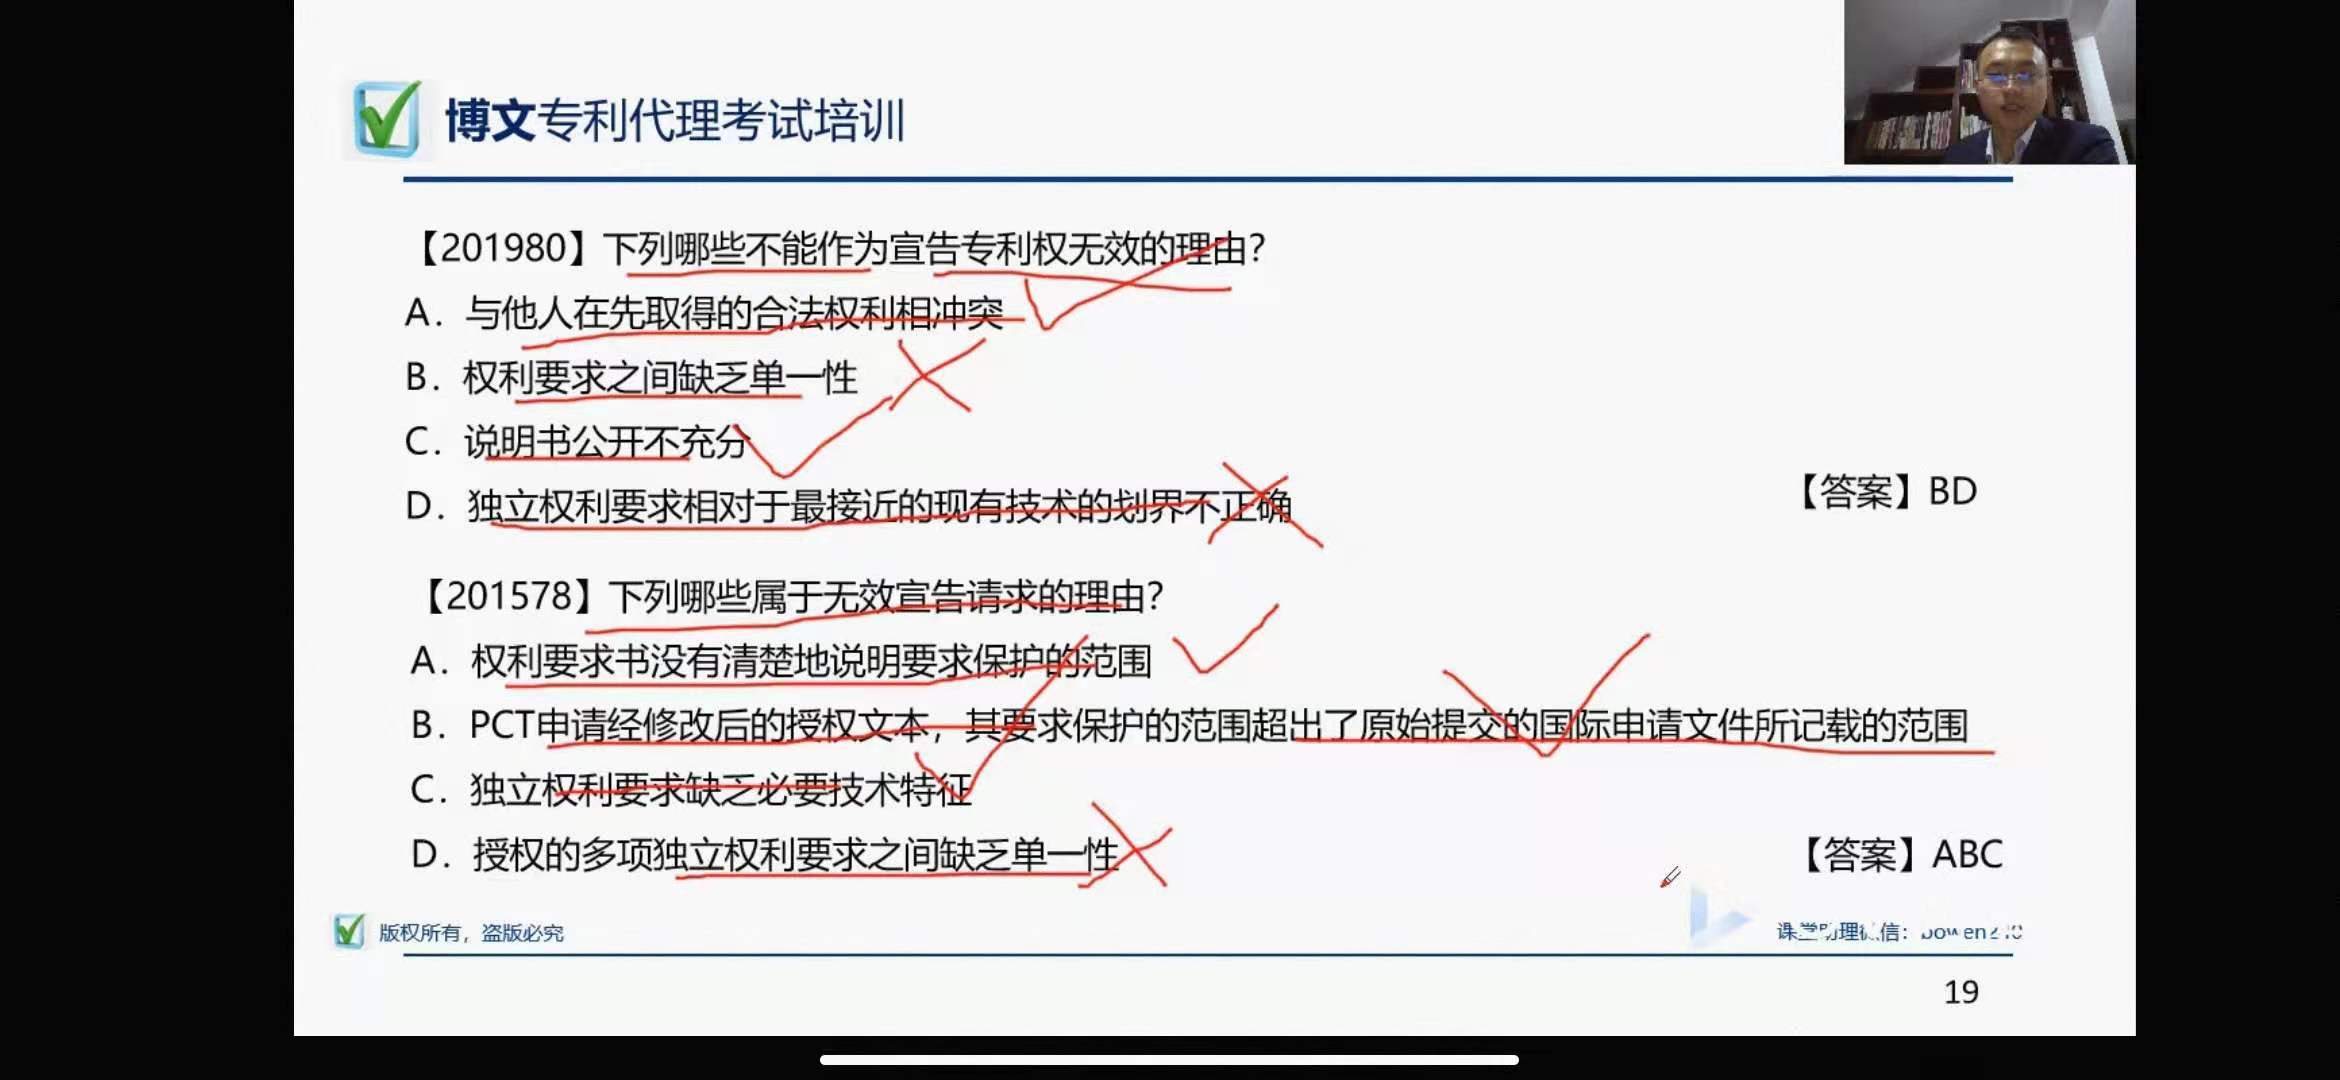 博文专利代理考试培训
【201980】下列哪些不能作为宣告专利权无效的理由？
A．与他人在先取得的合法权利相冲突
B．权利要求之间缺乏单一性
C．说明书公开不充分
D．独立权利要求相对于最接近的现有技术的划界不正确
【答案】BD
【201578】下列哪些属于无效宣告请求的理由？
A．权利要求书没有清楚地说明要求保护的范围
B．PCT申请经修改后的授权文本，其要求保护的范围超出了原始提交的国际申请文件所记载的范围
C．独立权利要求缺乏必要技术特征
D．授权的多项独立权利要求之间缺乏单一性
【答案】ABC
版权所有，盗版必究
课堂助理微信：
19